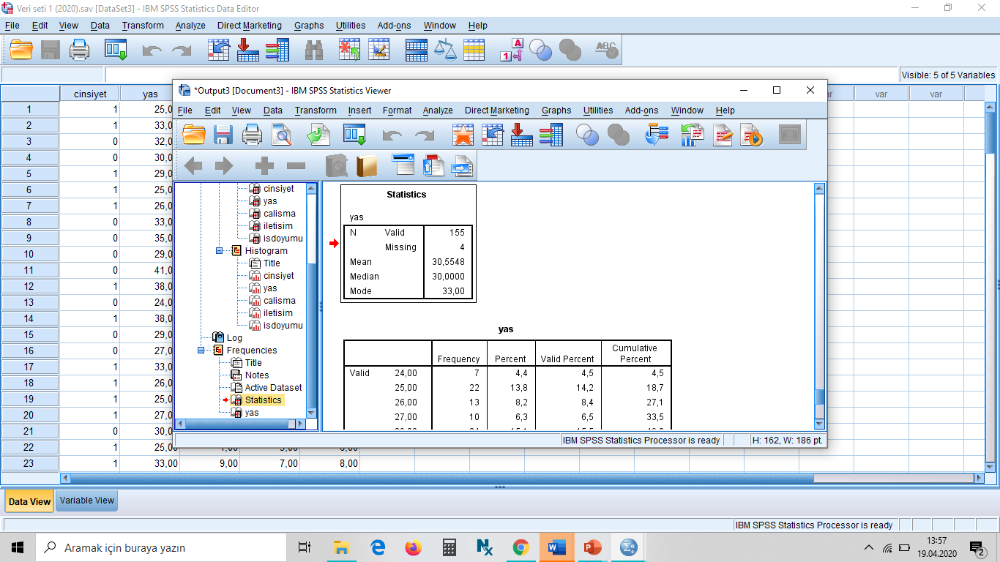 Veri seti 1 (2020).sav [DataSet3] - IBM SPSS Statistics Data Editor
File Edit View Data Transform Analyze Direct Marketing Graphs Utilities Add-ons Window Help
Visible: 5 of 5 Variables
cinsiyet yas var var
1 1 25,0
2 1 33,0
3 0 32,0
4 0 30,0
5 1 29,0
6 1 25,0
7 1 26,0
8 0 33,0
9 0 35,0
10 0 29,0
11 0 41,0
12 1 38,0
13 0 24,0
14 1 38,0
15 0 29,0
16 0 27,0
17 1 33,0
18 1 26,0
19 1 25,0
20 1 27,0
21 0 30,0
22 1 25,0
23 1 33,00 9,00 7,00 8,00
*Output3 [Document3] - IBM SPSS Statistics Viewer
File Edit View Data Transform Insert Format Analyze Direct Marketing Graphs Utilities Add-ons Window Help
cinsiyet
yas
calisma
iletisim
isdoyumu
Histogram
Title
cinsiyet
yas
calisma
iletisim
isdoyumu
Log
Frequencies
Title
Notes
Active Dataset
Statistics
yas
Statistics
yas
N Valid 155
Missing 4
Mean 30,5548
Median 30,0000
Mode 33,00
yas
Frequency Percent Valid Percent Cumulative Percent
Valid 24,00 7 4,4 4,5 4,5
25,00 22 13,8 14,2 18,7
26,00 13 8,2 8,4 27,1
27,00 10 6,3 6,5 33,5
IBM SPSS Statistics Processor is ready H: 162, W: 186 pt.
Data View Variable View
IBM SPSS Statistics Processor is ready
Aramak için buraya yazın
13:57
19.04.2020
2